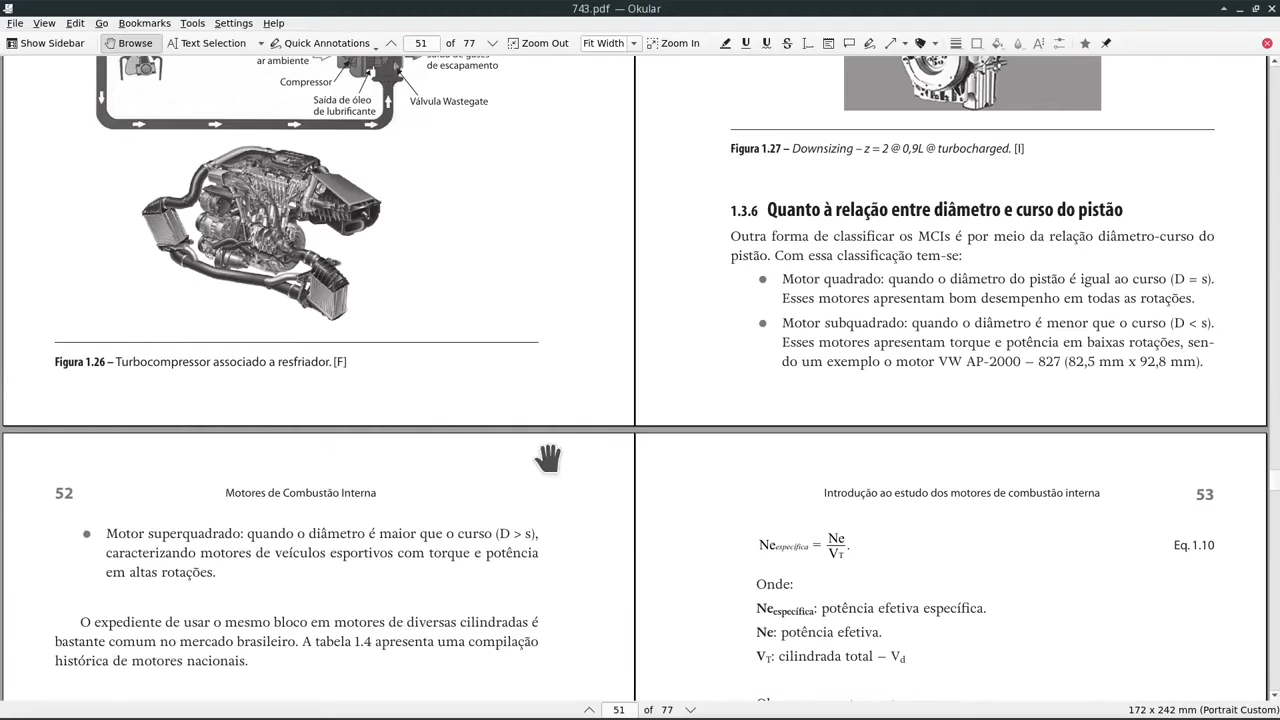 743.pdf — Okular
File View Edit Go Bookmarks Tools Settings Help
Show Sidebar Browse Text Selection Quick Annotations 51 of 77 Zoom Out Fit Width Zoom In
ar ambiente
de escapamento
Compressor
Saída de óleo
de lubrificante
Válvula Wastegate
Figura 1.26 – Turbocompressor associado a resfriador. [F]
Figura 1.27 – Downsizing – z = 2 @ 0,9L @ turbocharged. [I]
1.3.6 Quanto à relação entre diâmetro e curso do pistão
Outra forma de classificar os MCIs é por meio da relação diâmetro-curso do
pistão. Com essa classificação tem-se:
● Motor quadrado: quando o diâmetro do pistão é igual ao curso (D = s).
Esses motores apresentam bom desempenho em todas as rotações.
● Motor subquadrado: quando o diâmetro é menor que o curso (D < s).
Esses motores apresentam torque e potência em baixas rotações, sen-
do um exemplo o motor VW AP-2000 – 827 (82,5 mm x 92,8 mm).
52 Motores de Combustão Interna
● Motor superquadrado: quando o diâmetro é maior que o curso (D > s),
caracterizando motores de veículos esportivos com torque e potência
em altas rotações.
O expediente de usar o mesmo bloco em motores de diversas cilindradas é
bastante comum no mercado brasileiro. A tabela 1.4 apresenta uma compilação
histórica de motores nacionais.
Introdução ao estudo dos motores de combustão interna 53
Ne específica = Ne / VT. Eq. 1.10
Onde:
Ne específica: potência efetiva específica.
Ne: potência efetiva.
VT: cilindrada total – Vd
51 of 77
172 x 242 mm (Portrait Custom)